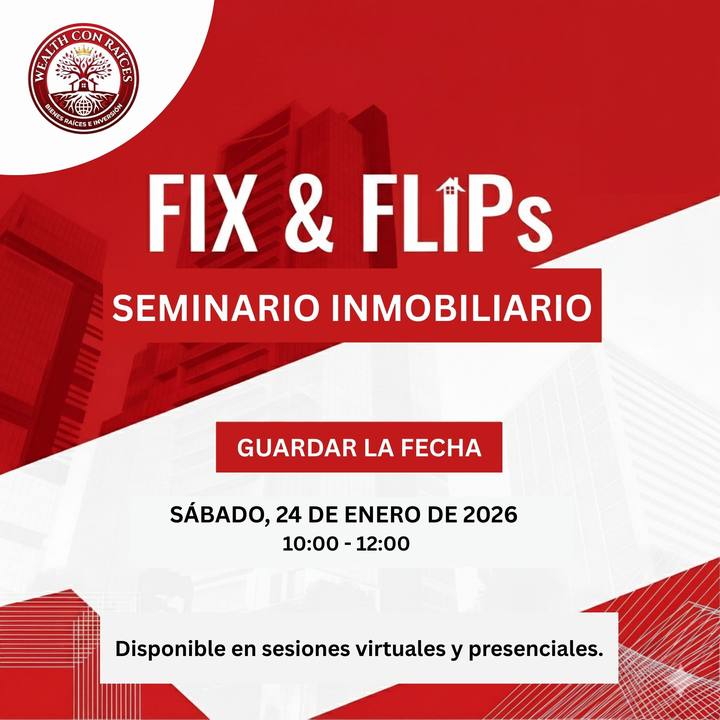 WEALTH CON RAÍCES
BIENES RAÍCES E INVERSIÓN
FIX & FLIPs
SEMINARIO INMOBILIARIO
GUARDAR LA FECHA
SÁBADO, 24 DE ENERO DE 2026
10:00 - 12:00
Disponible en sesiones virtuales y presenciales.